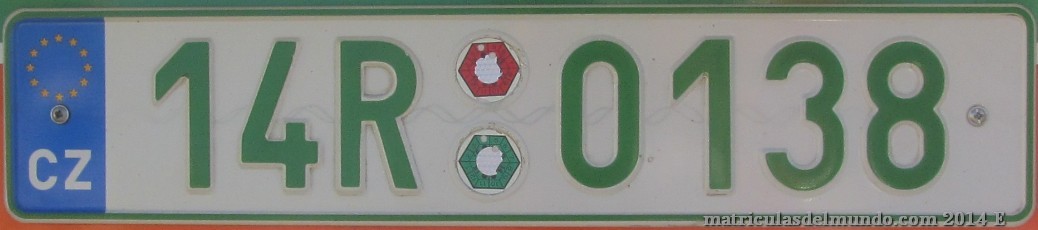 CZ 14R 0138
matriculasdelmundo.com 2014 E